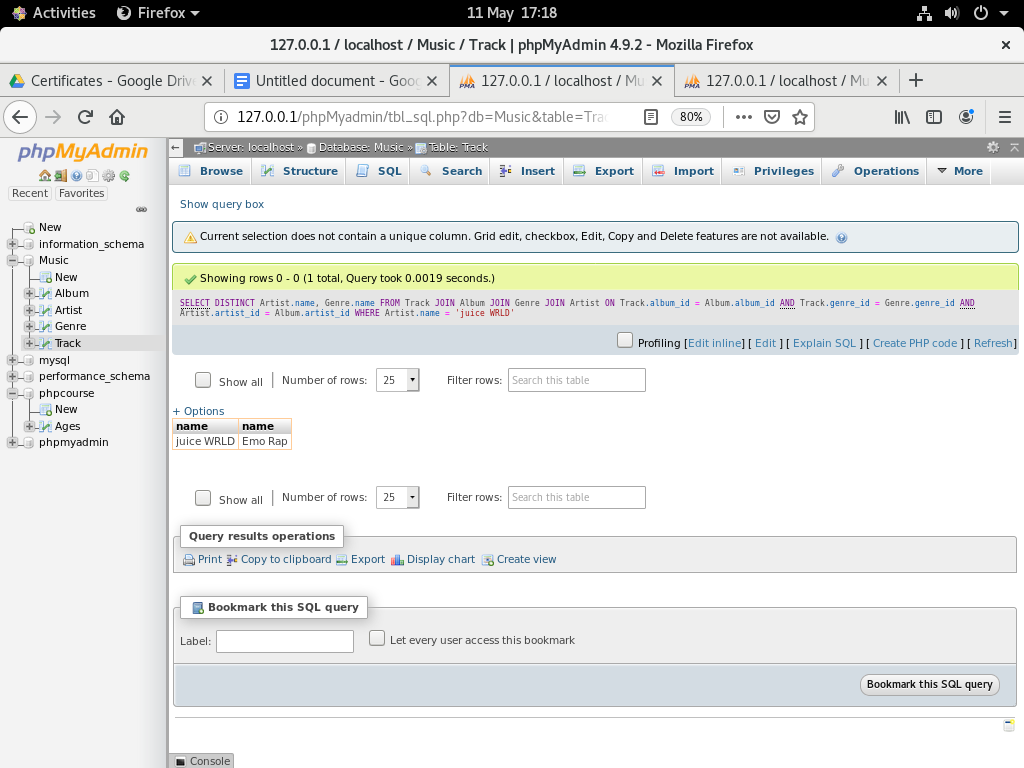 Activities Firefox 11 May 17:18
127.0.0.1 / localhost / Music / Track | phpMyAdmin 4.9.2 - Mozilla Firefox
Certificates - Google Drive Untitled document - Goog 127.0.0.1 / localhost / Mu 127.0.0.1 / localhost / Mu
127.0.0.1/phpMyadmin/tbl_sql.php?db=Music&table=Tra 80%
phpMyAdmin
Recent Favorites
New
information_schema
Music
New
Album
Artist
Genre
Track
mysql
performance_schema
phpcourse
New
Ages
phpmyadmin
Server: localhost » Database: Music » Table: Track
Browse Structure SQL Search Insert Export Import Privileges Operations More
Show query box
Current selection does not contain a unique column. Grid edit, checkbox, Edit, Copy and Delete features are not available.
Showing rows 0 - 0 (1 total, Query took 0.0019 seconds.)
SELECT DISTINCT Artist.name, Genre.name FROM Track JOIN Album JOIN Genre JOIN Artist ON Track.album_id = Album.album_id AND Track.genre_id = Genre.genre_id AND
Artist.artist_id = Album.artist_id WHERE Artist.name = 'juice WRLD'
Profiling [Edit inline] [ Edit ] [ Explain SQL ] [ Create PHP code ] [ Refresh]
Show all Number of rows: 25 Filter rows: Search this table
+ Options
name name
juice WRLD Emo Rap
Show all Number of rows: 25 Filter rows: Search this table
Query results operations
Print Copy to clipboard Export Display chart Create view
Bookmark this SQL query
Label: Let every user access this bookmark
Bookmark this SQL query
Console